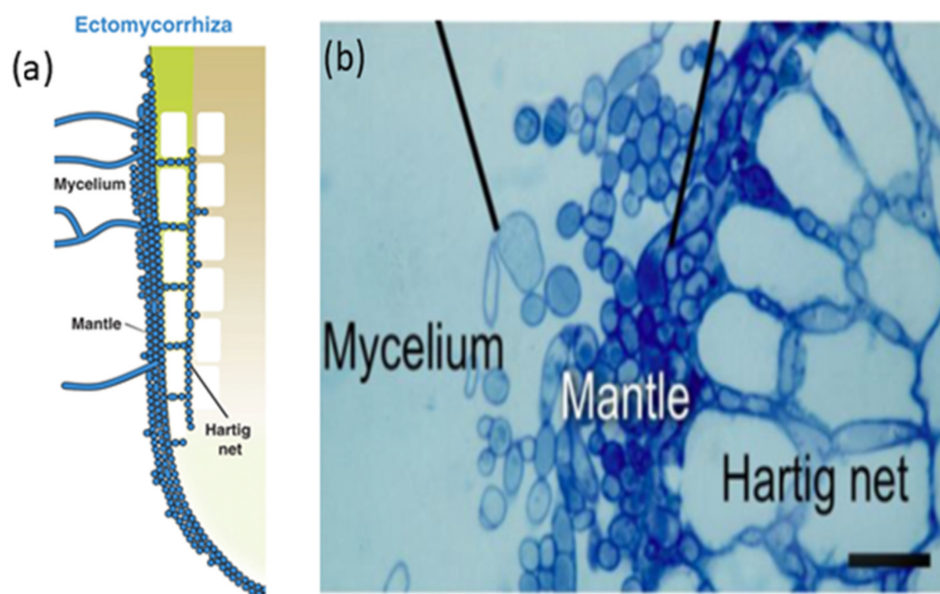 Ectomycorrhiza
(a)
Mycelium
Mantle
Hartig
net
(b)
Mycelium
Mantle
Hartig net